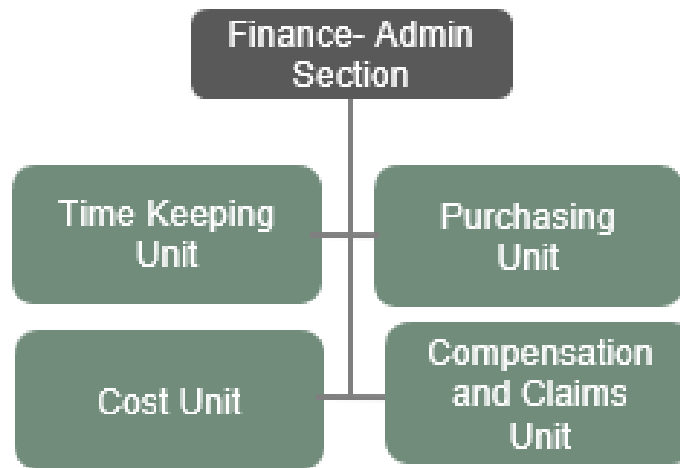 Finance- Admin
Section
Time Keeping
Unit
Purchasing
Unit
Cost Unit
Compensation
and Claims
Unit